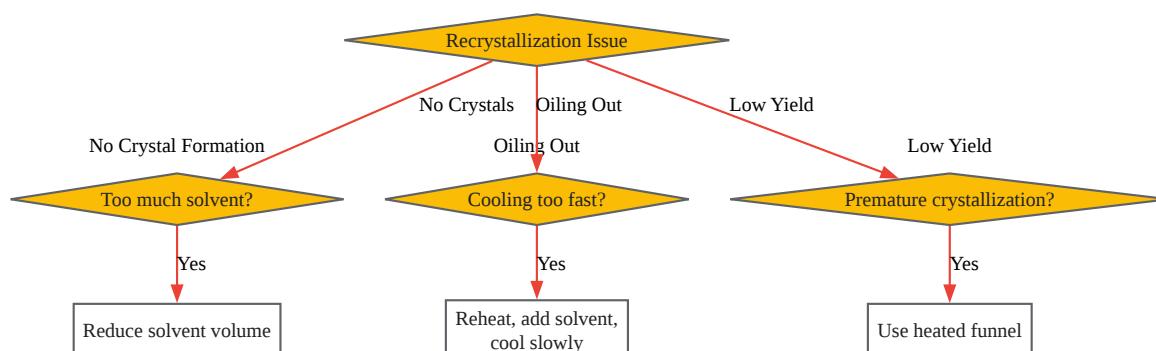 Recrystallization Issue
No Crystals
Oiling Out
Low Yield
No Crystal Formation
Oiling Out
Low Yield
Too much solvent?
Cooling too fast?
Premature crystallization?
Yes
Yes
Yes
Reduce solvent volume
Reheat, add solvent,
cool slowly
Use heated funnel